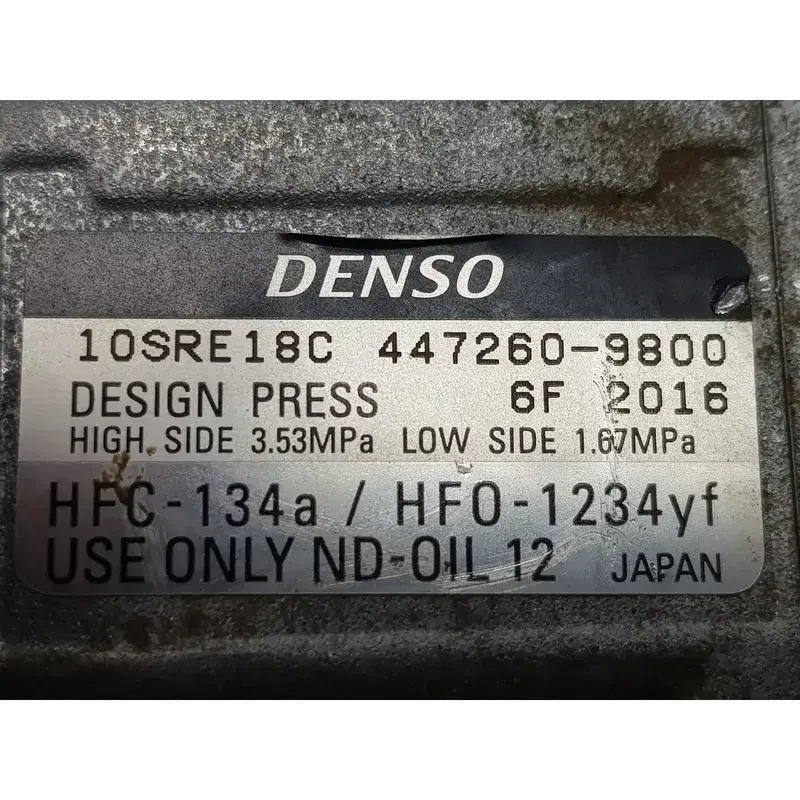 DENSO
10SRE18C 447260-9800
DESIGN PRESS 6F 2016
HIGH SIDE 3.53MPa LOW SIDE 1.67MPa
HFC-134a / HFO-1234yf
USE ONLY ND-OIL 12 JAPAN